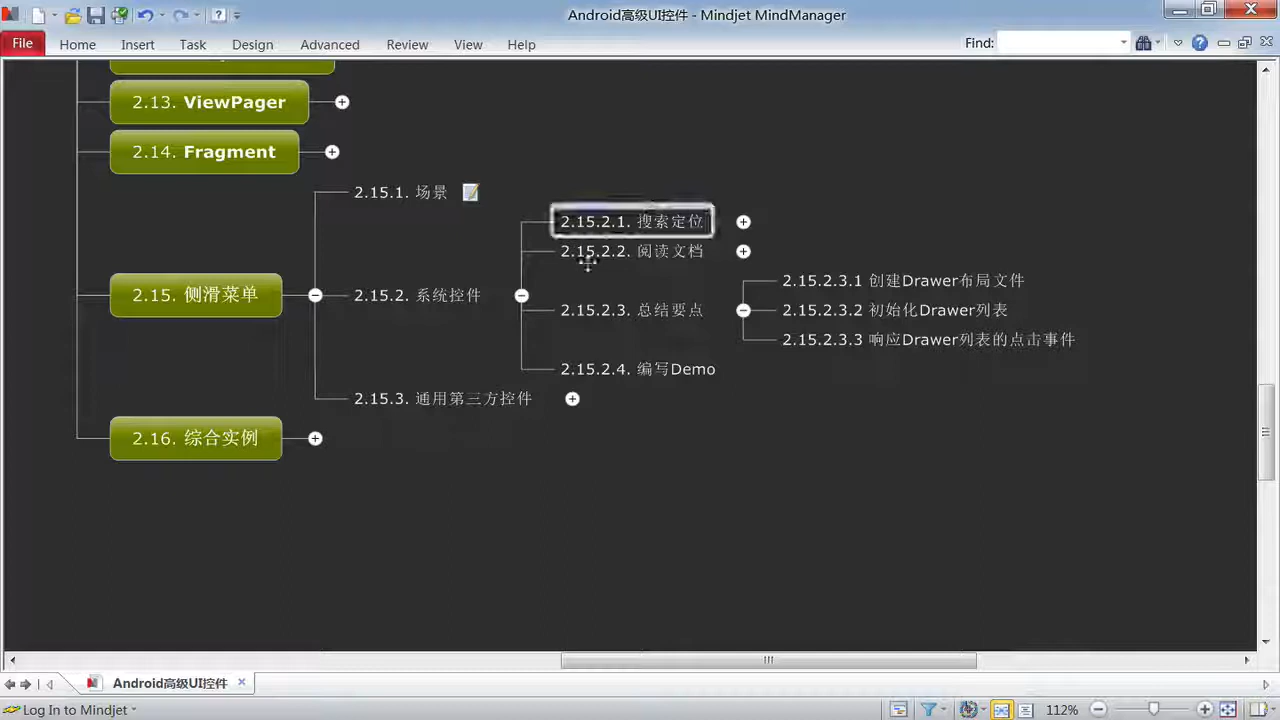 Android高级UI控件 - Mindjet MindManager
File Home Insert Task Design Advanced Review View Help Find:
2.13. ViewPager
2.14. Fragment
2.15.1. 场景
2.15.2.1. 搜索定位
2.15.2.2. 阅读文档
2.15.2.3.1 创建Drawer布局文件
2.15. 侧滑菜单
2.15.2. 系统控件
2.15.2.3. 总结要点
2.15.2.3.2 初始化Drawer列表
2.15.2.3.3 响应Drawer列表的点击事件
2.15.2.4. 编写Demo
2.15.3. 通用第三方控件
2.16. 综合实例
Android高级UI控件
Log In to Mindjet
112%